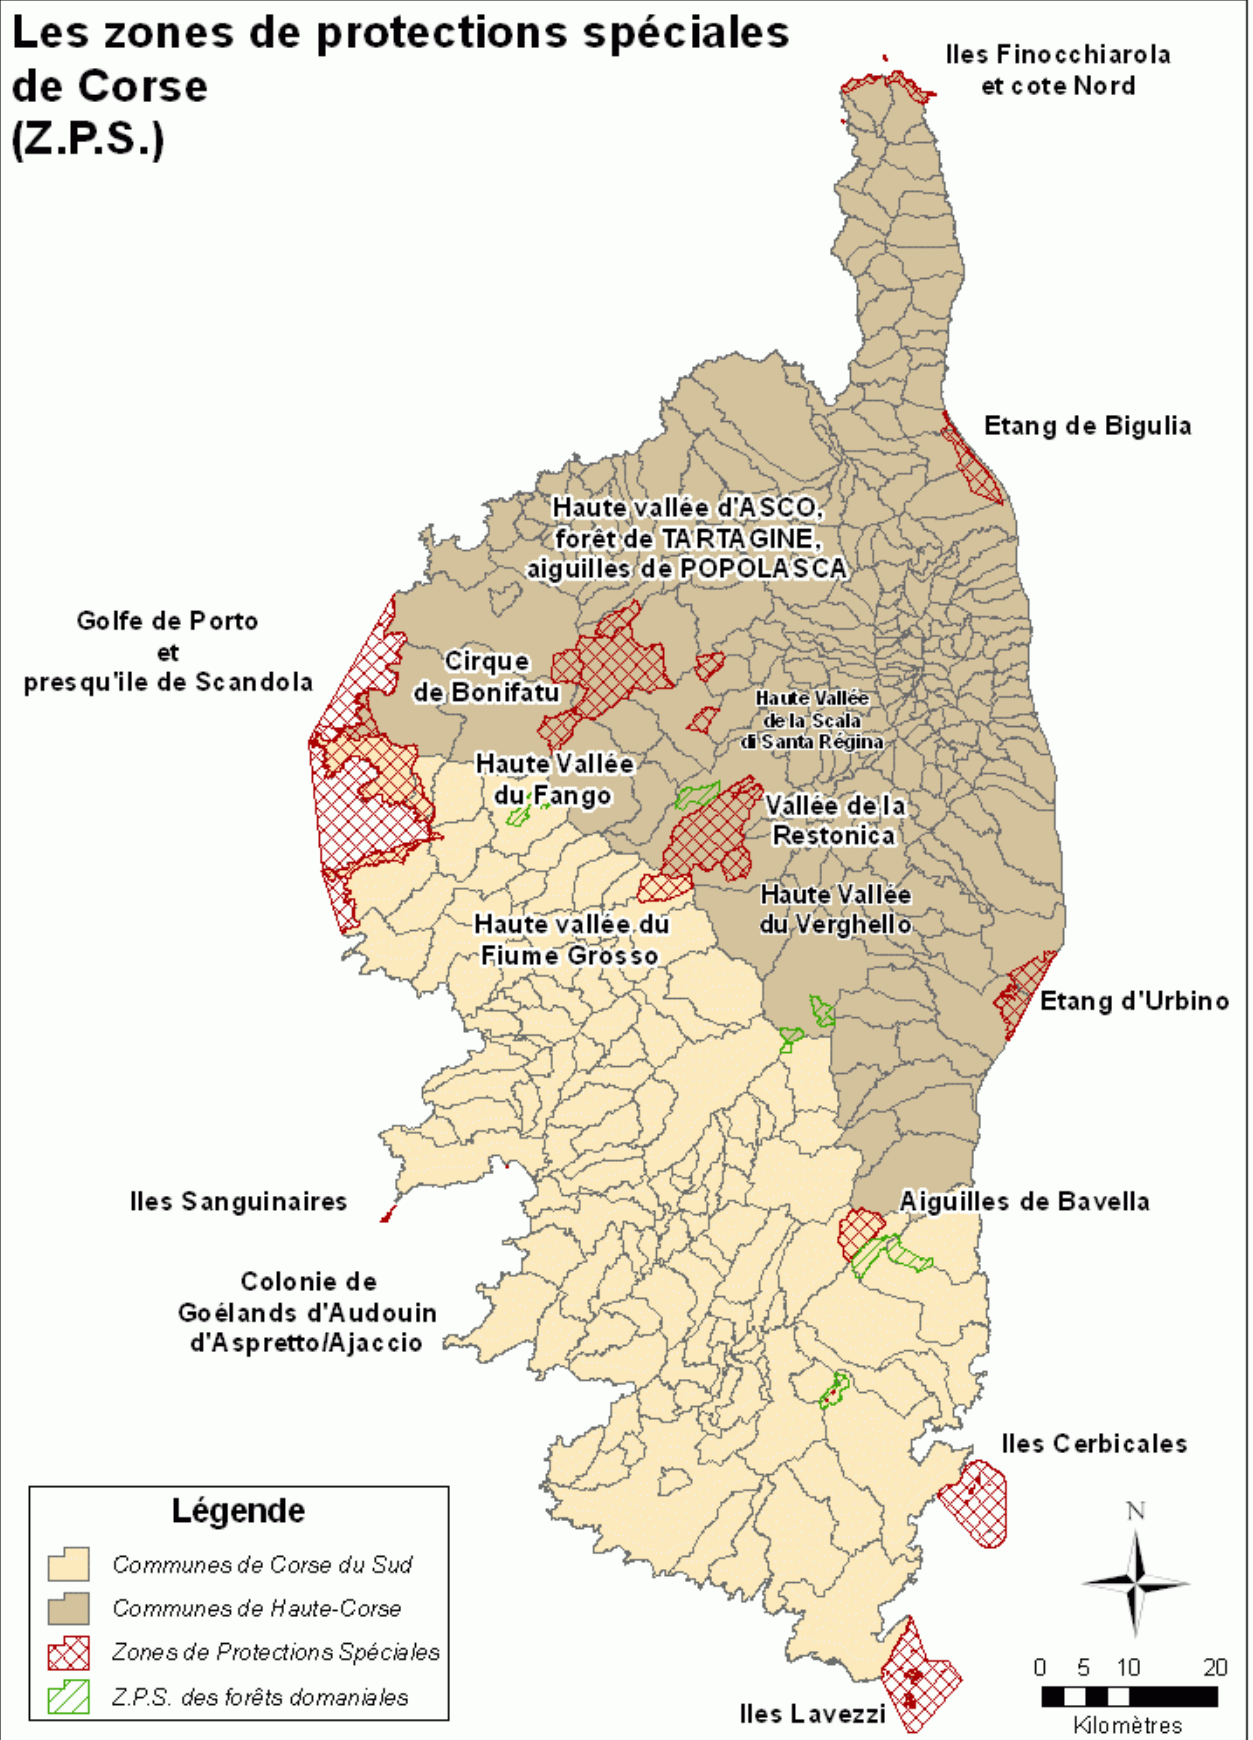 Les zones de protections spéciales
de Corse
(Z.P.S.)
Iles Finocchiarola
et cote Nord
Etang de Bigulia
Haute vallée d'ASCO,
forêt de TARTAGINE,
aiguilles de POPOLASCA
Golfe de Porto
et
presqu'ile de Scandola
Cirque
de Bonifatu
Haute Vallée
de la Scala
di Santa Régina
Haute Vallée
du Fango
Vallée de la
Restonica
Haute Vallée
du Verghello
Haute vallée du
Fiume Grosso
Etang d'Urbino
Iles Sanguinaires
Aiguilles de Bavella
Colonie de
Goélands d'Audouin
d'Aspretto/Ajaccio
Iles Cerbicales
Légende
Communes de Corse du Sud
Communes de Haute-Corse
Zones de Protections Spéciales
Z.P.S. des forêts domaniales
N
0 5 10 20
Kilomètres
Iles Lavezzi